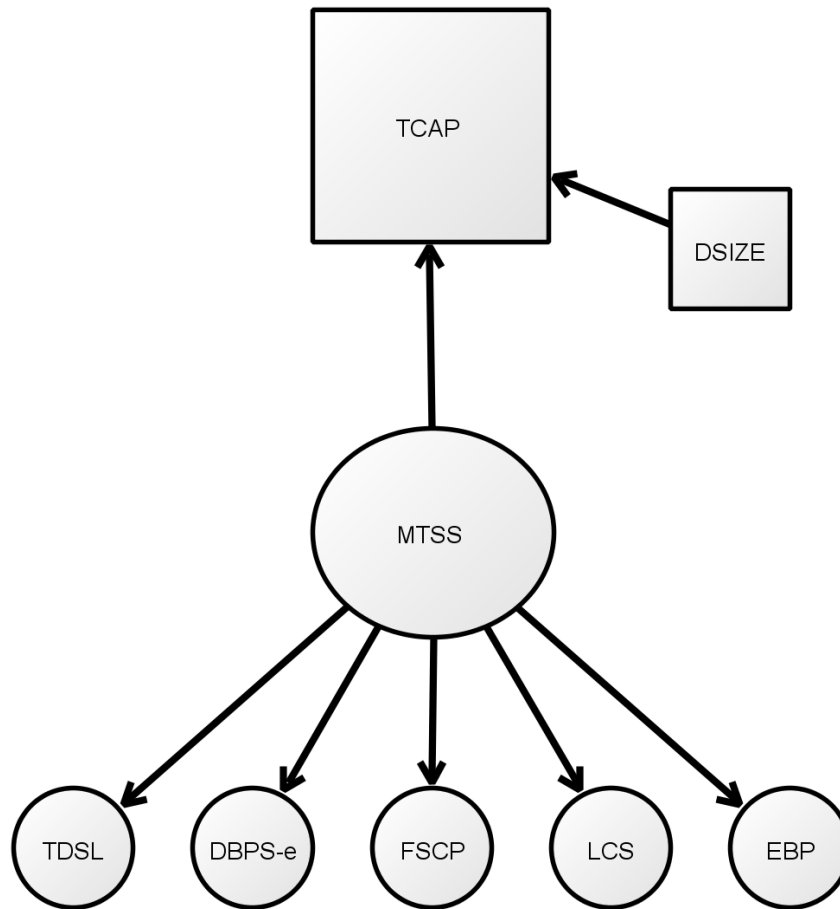 TCAP
DSIZE
MTSS
TDSL
DBPS-e
FSCP
LCS
EBP